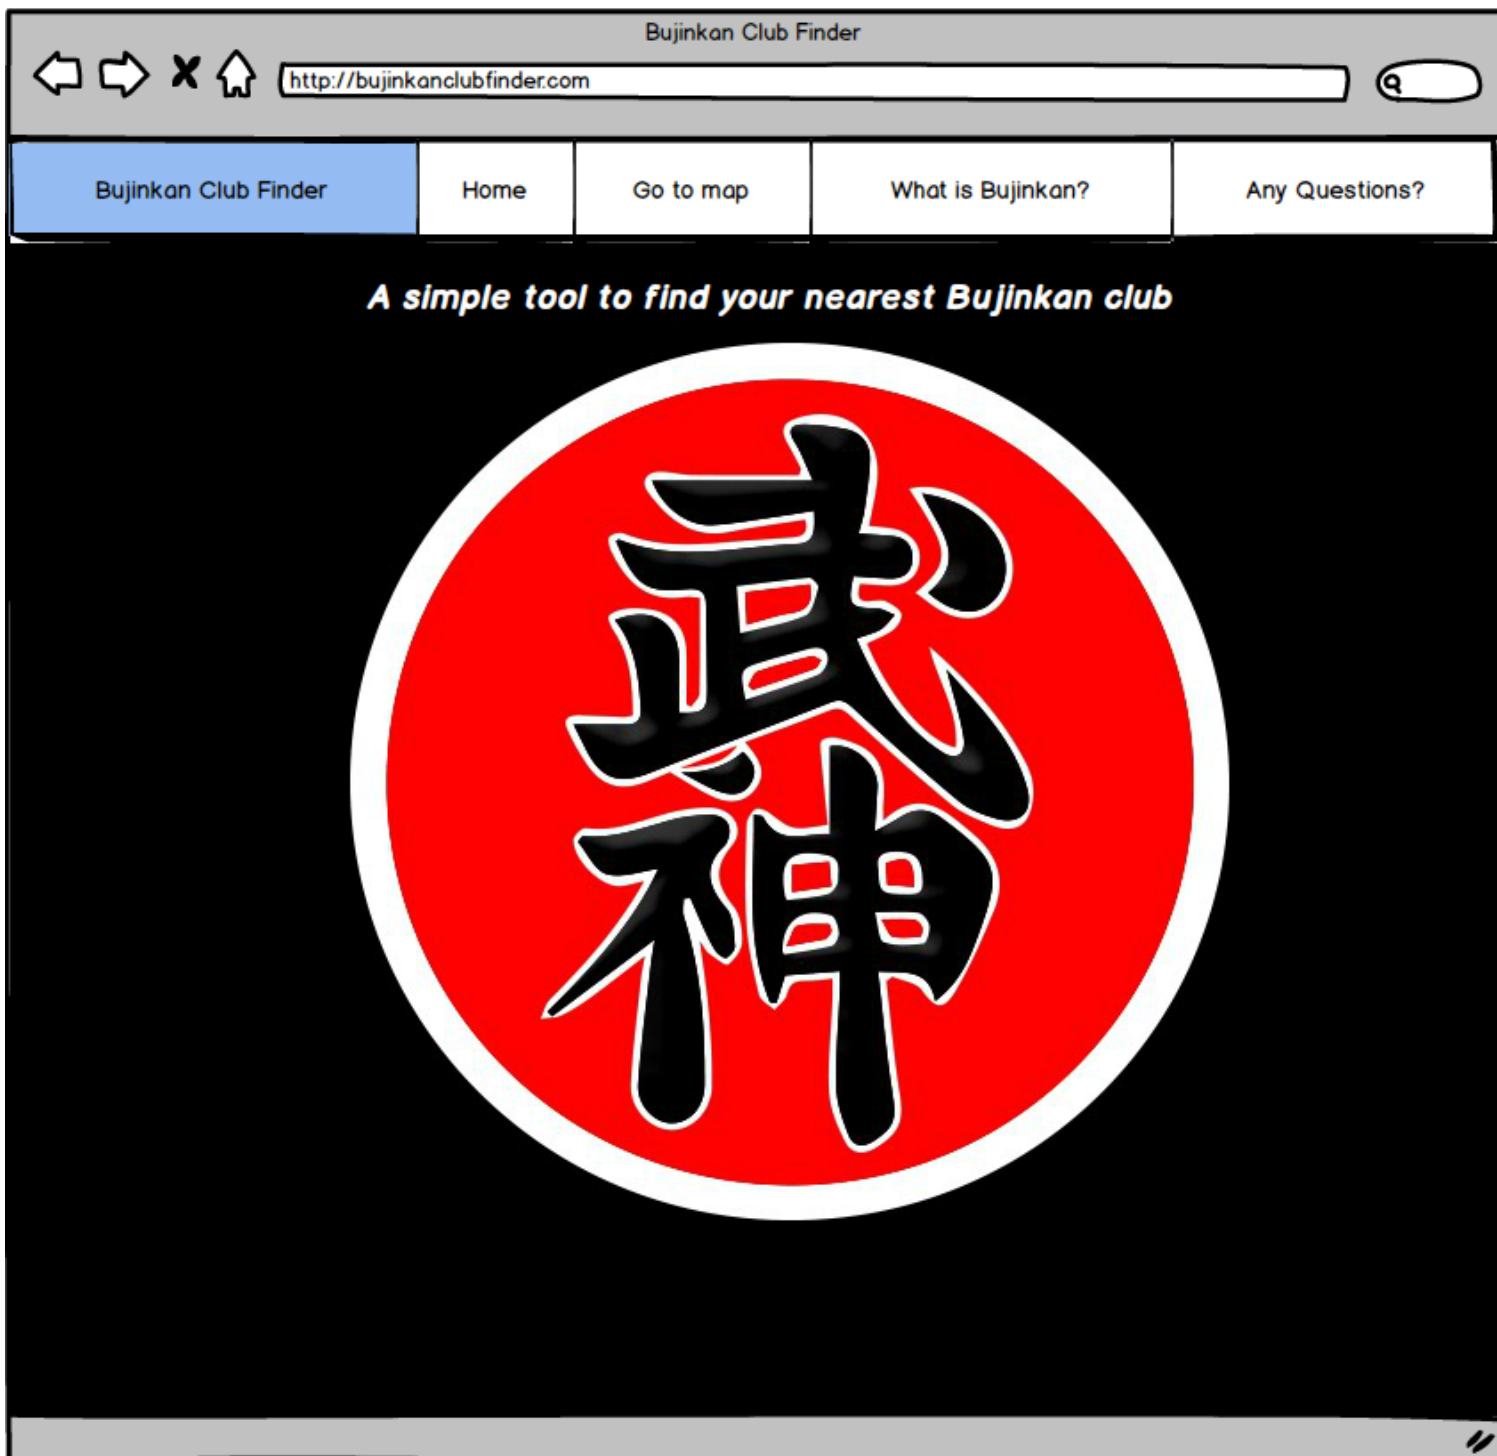 Bujinkan Club Finder
http://bujinkanclubfinder.com
Bujinkan Club Finder Home Go to map What is Bujinkan? Any Questions?
A simple tool to find your nearest Bujinkan club
武
神